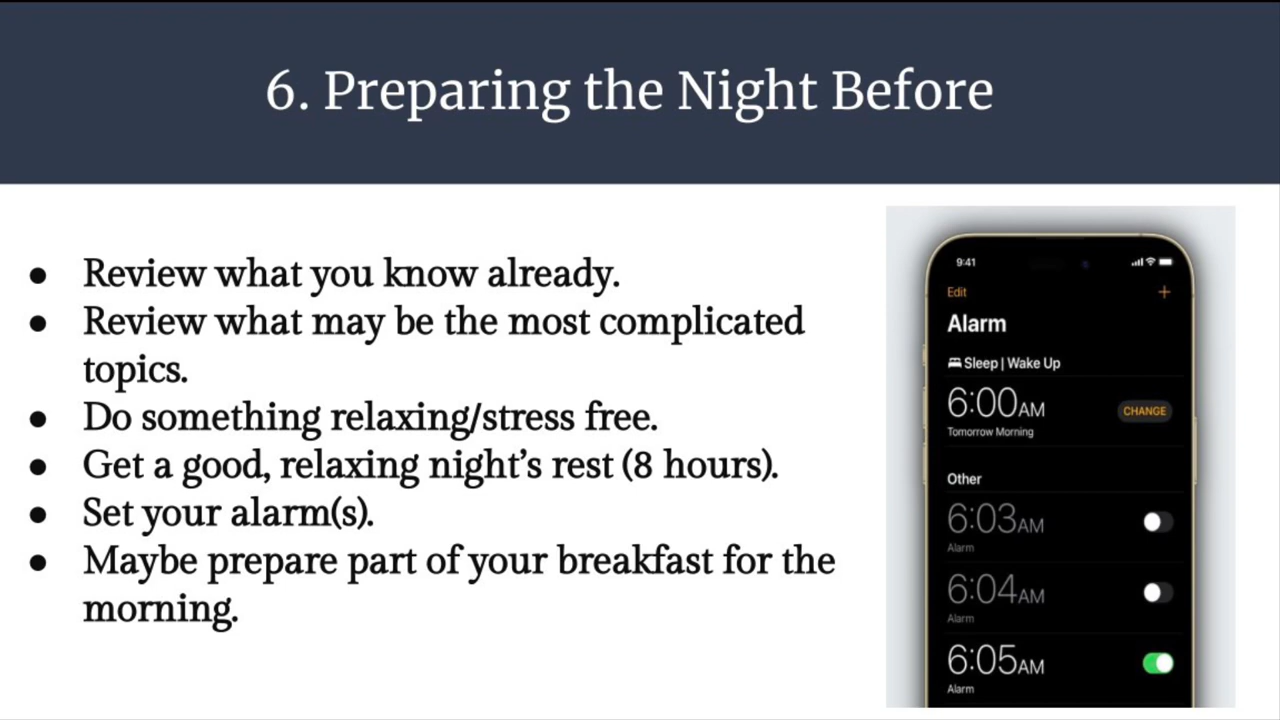 6. Preparing the Night Before
● Review what you know already.
● Review what may be the most complicated
topics.
● Do something relaxing/stress free.
● Get a good, relaxing night's rest (8 hours).
● Set your alarm(s).
● Maybe prepare part of your breakfast for the
morning.
9:41
Edit +
Alarm
Sleep | Wake Up
6:00AM CHANGE
Tomorrow Morning
Other
6:03AM
Alarm
6:04AM
Alarm
6:05AM
Alarm